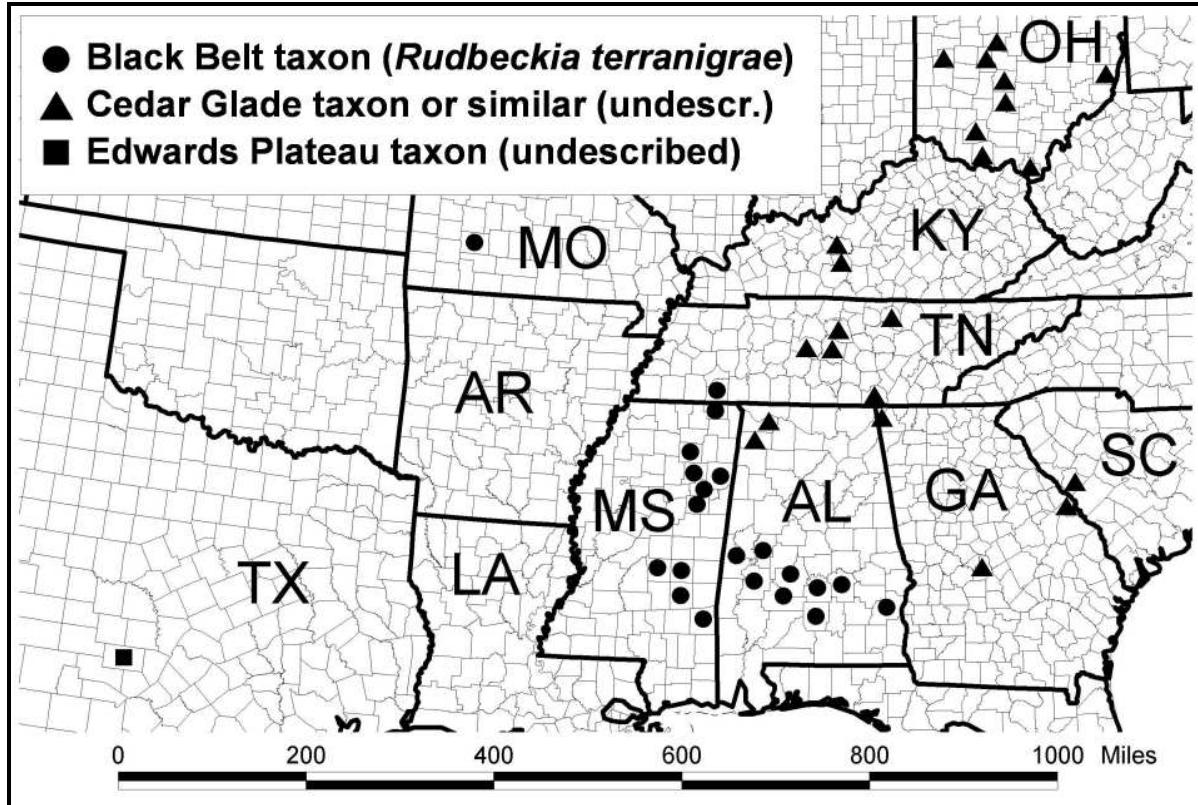 Black Belt taxon (Rudbeckia terranigrae)
Cedar Glade taxon or similar (undescr.)
Edwards Plateau taxon (undescribed)
OH
MO
KY
TN
AR
SC
MS
AL
GA
TX
LA
0 200 400 600 800 1000 Miles